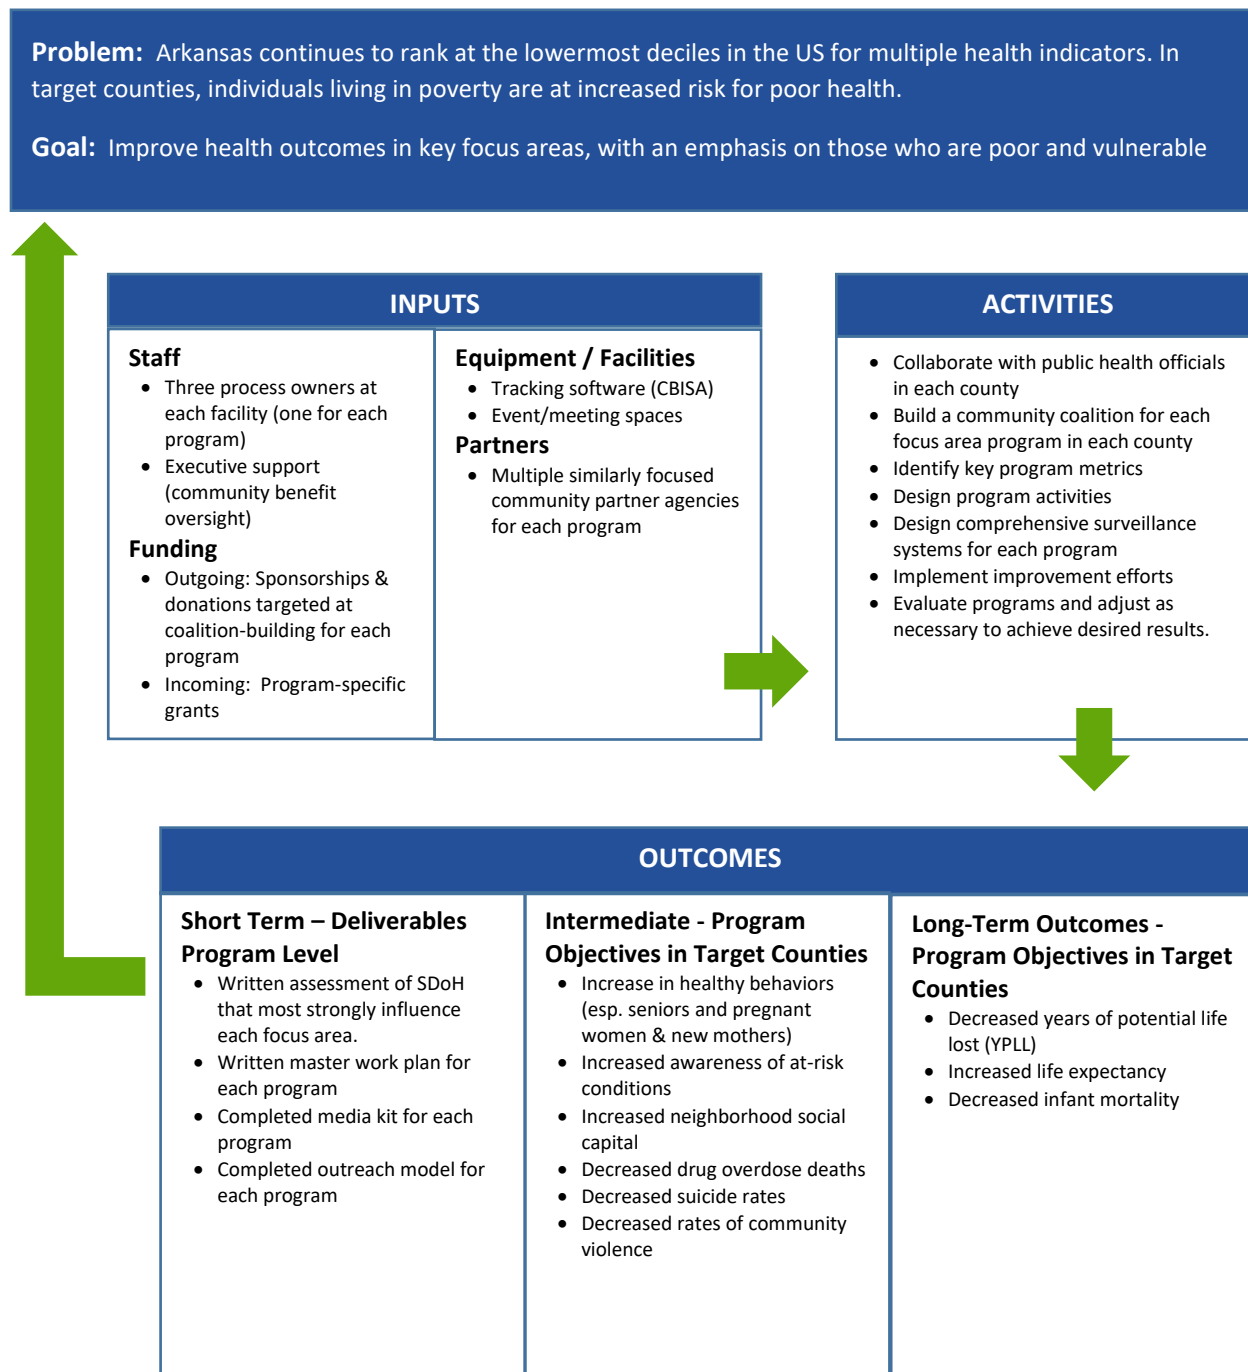 Problem: Arkansas continues to rank at the lowermost deciles in the US for multiple health indicators. In
target counties, individuals living in poverty are at increased risk for poor health.
Goal: Improve health outcomes in key focus areas, with an emphasis on those who are poor and vulnerable
INPUTS
Staff
• Three process owners at
each facility (one for each
program)
• Executive support
(community benefit
oversight)
Funding
• Outgoing: Sponsorships &
donations targeted at
coalition-building for each
program
• Incoming: Program-specific
grants
Equipment / Facilities
• Tracking software (CBISA)
• Event/meeting spaces
Partners
• Multiple similarly focused
community partner agencies
for each program
ACTIVITIES
• Collaborate with public health officials
in each county
• Build a community coalition for each
focus area program in each county
• Identify key program metrics
• Design program activities
• Design comprehensive surveillance
systems for each program
• Implement improvement efforts
• Evaluate programs and adjust as
necessary to achieve desired results.
OUTCOMES
Short Term – Deliverables
Program Level
• Written assessment of SDoH
that most strongly influence
each focus area.
• Written master work plan for
each program
• Completed media kit for each
program
• Completed outreach model for
each program
Intermediate - Program
Objectives in Target Counties
• Increase in healthy behaviors
(esp. seniors and pregnant
women & new mothers)
• Increased awareness of at-risk
conditions
• Increased neighborhood social
capital
• Decreased drug overdose deaths
• Decreased suicide rates
• Decreased rates of community
violence
Long-Term Outcomes -
Program Objectives in Target
Counties
• Decreased years of potential life
lost (YPLL)
• Increased life expectancy
• Decreased infant mortality